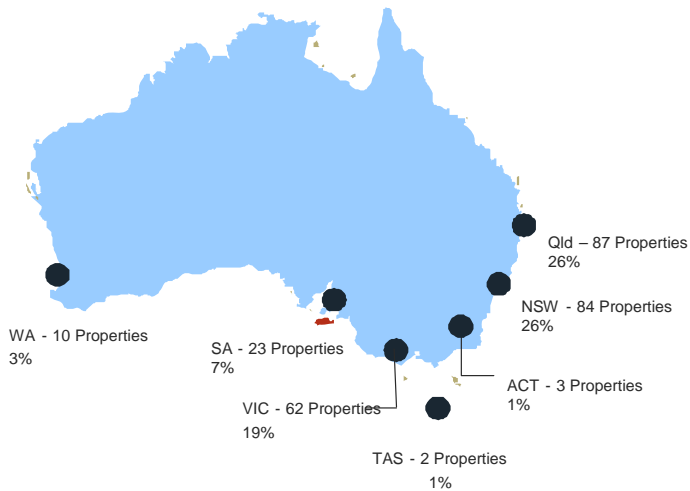 Qld – 87 Properties
26%
NSW - 84 Properties
26%
WA - 10 Properties
3%
SA - 23 Properties
7%
ACT - 3 Properties
1%
VIC - 62 Properties
19%
TAS - 2 Properties
1%